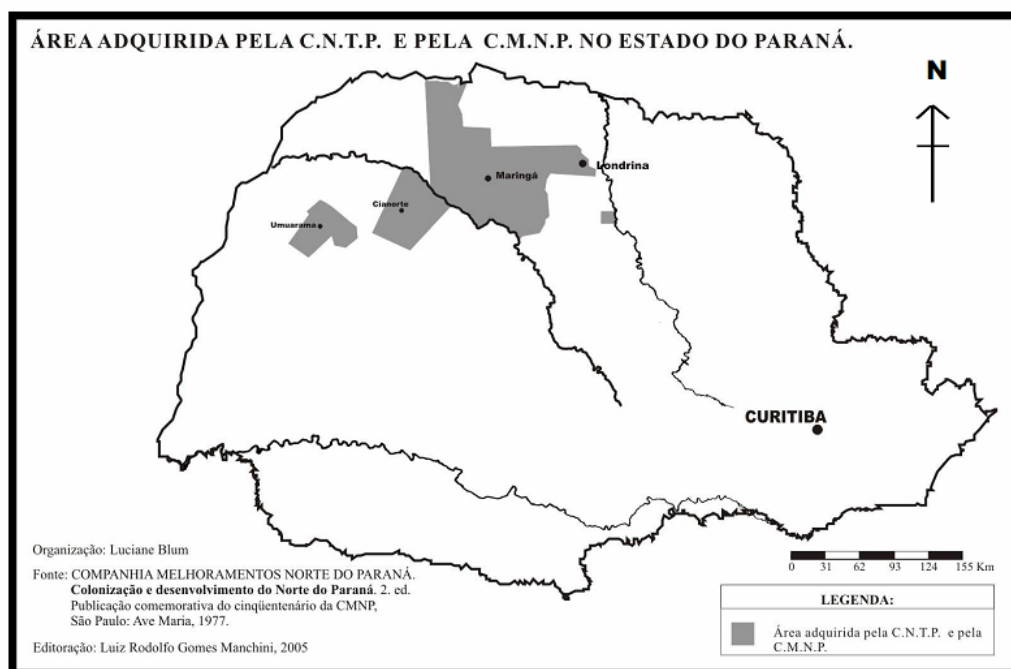 ÁREA ADQUIRIDA PELA C.N.T.P. E PELA C.M.N.P. NO ESTADO DO PARANÁ.
N
Londrina
Maringá
Cianorte
Umuarama
CURITIBA
Organização: Luciane Blum
Fonte: COMPANHIA MELHORAMENTOS NORTE DO PARANÁ.
Colonização e desenvolvimento do Norte do Paraná. 2. ed.
Publicação comemorativa do cinqüentenário da CMNP,
São Paulo: Ave Maria, 1977.
Editoração: Luiz Rodolfo Gomes Manchini, 2005
0 31 62 93 124 155 Km
LEGENDA:
Área adquirida pela C.N.T.P. e pela
C.M.N.P.